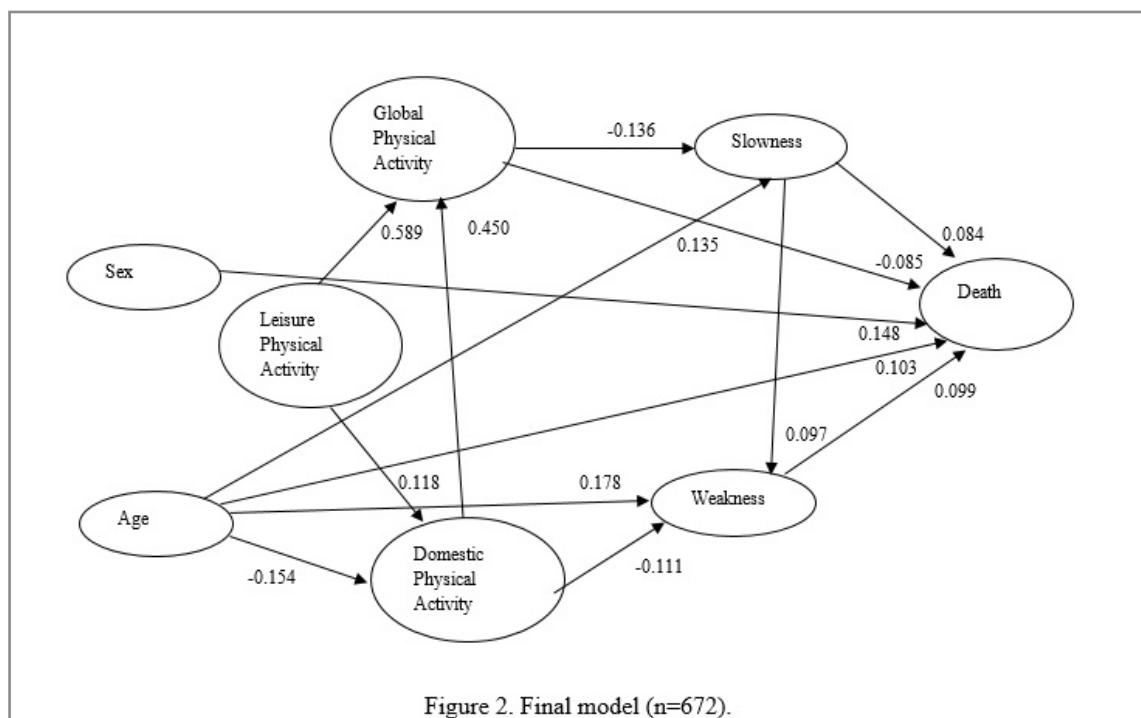 Global
Physical
Activity
-0.136
Slowness
0.589
0.450
0.135
0.084
-0.085
Sex
Death
Leisure
Physical
Activity
0.148
0.103
0.099
0.097
0.118
0.178
Weakness
Age
Domestic
Physical
Activity
-0.154
-0.111
Figure 2. Final model (n=672).